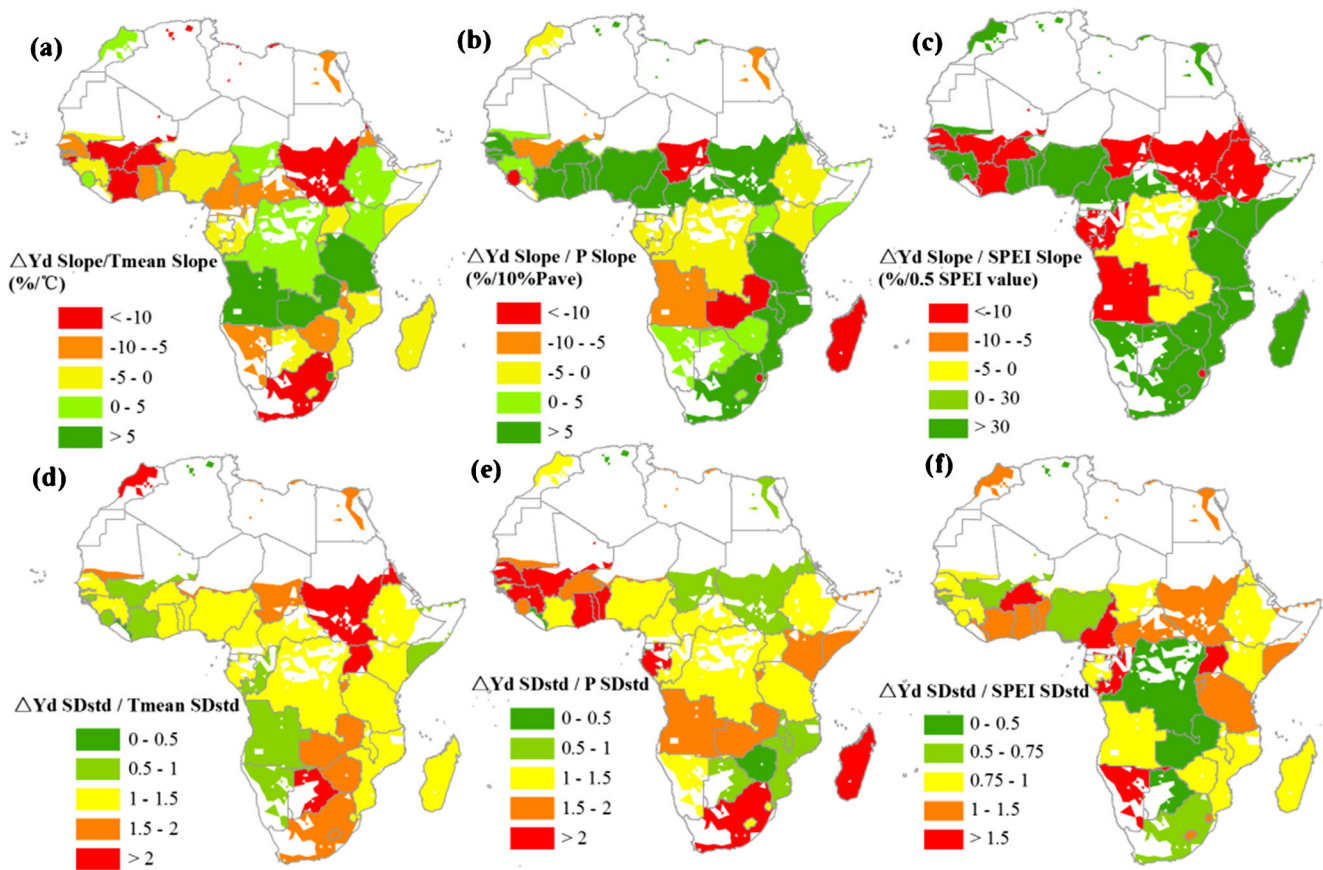 (a)
△Yd Slope/Tmean Slope
(%/℃)
< -10
-10 - -5
-5 - 0
0 - 5
> 5
(b)
△Yd Slope / P Slope
(%/10%Pave)
< -10
-10 - -5
-5 - 0
0 - 5
> 5
(c)
△Yd Slope / SPEI Slope
(%/0.5 SPEI value)
<-10
-10 - -5
-5 - 0
0 - 30
> 30
(d)
△Yd SDstd / Tmean SDstd
0 - 0.5
0.5 - 1
1 - 1.5
1.5 - 2
> 2
(e)
△Yd SDstd / P SDstd
0 - 0.5
0.5 - 1
1 - 1.5
1.5 - 2
> 2
(f)
△Yd SDstd / SPEI SDstd
0 - 0.5
0.5 - 0.75
0.75 - 1
1 - 1.5
> 1.5